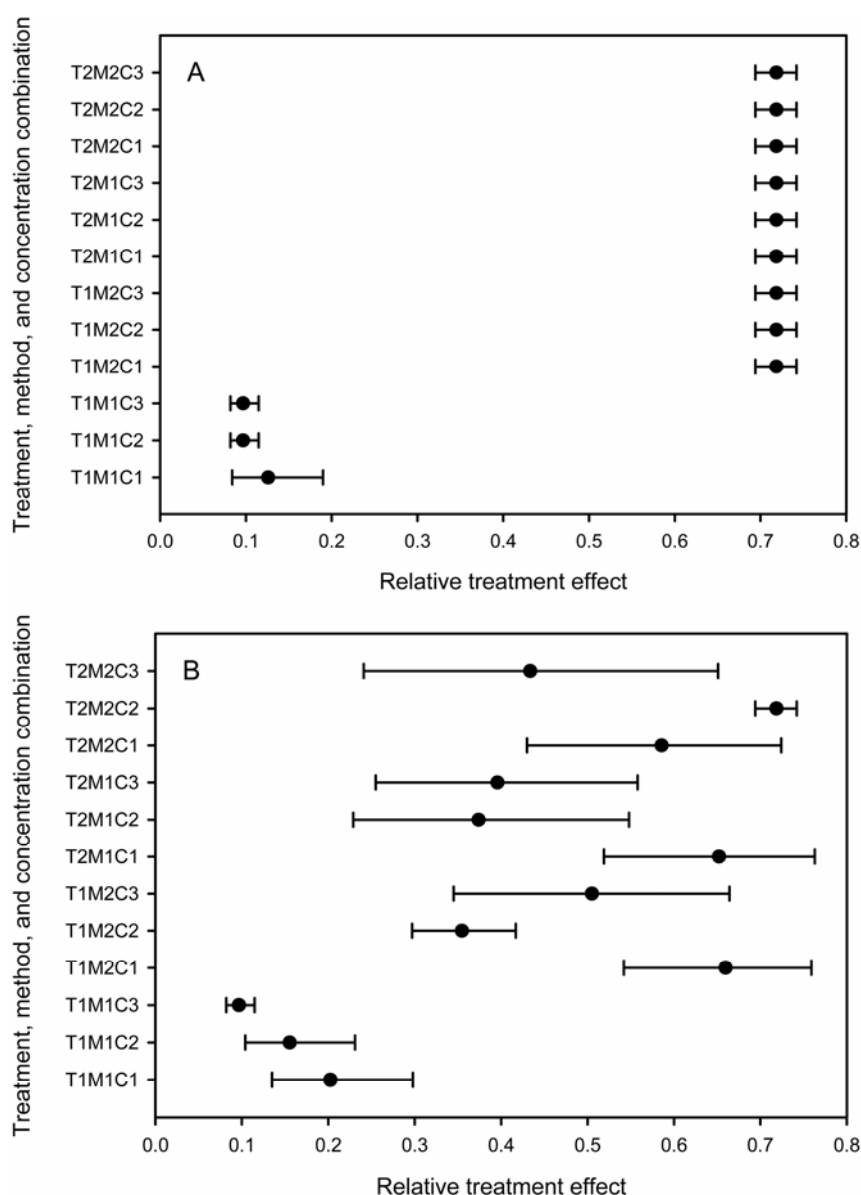 Treatment, method, and concentration combination
A
T2M2C3
T2M2C2
T2M2C1
T2M1C3
T2M1C2
T2M1C1
T1M2C3
T1M2C2
T1M2C1
T1M1C3
T1M1C2
T1M1C1
0.0 0.1 0.2 0.3 0.4 0.5 0.6 0.7 0.8
Relative treatment effect
Treatment, method, and concentration combination
B
T2M2C3
T2M2C2
T2M2C1
T2M1C3
T2M1C2
T2M1C1
T1M2C3
T1M2C2
T1M2C1
T1M1C3
T1M1C2
T1M1C1
0.0 0.1 0.2 0.3 0.4 0.5 0.6 0.7 0.8
Relative treatment effect